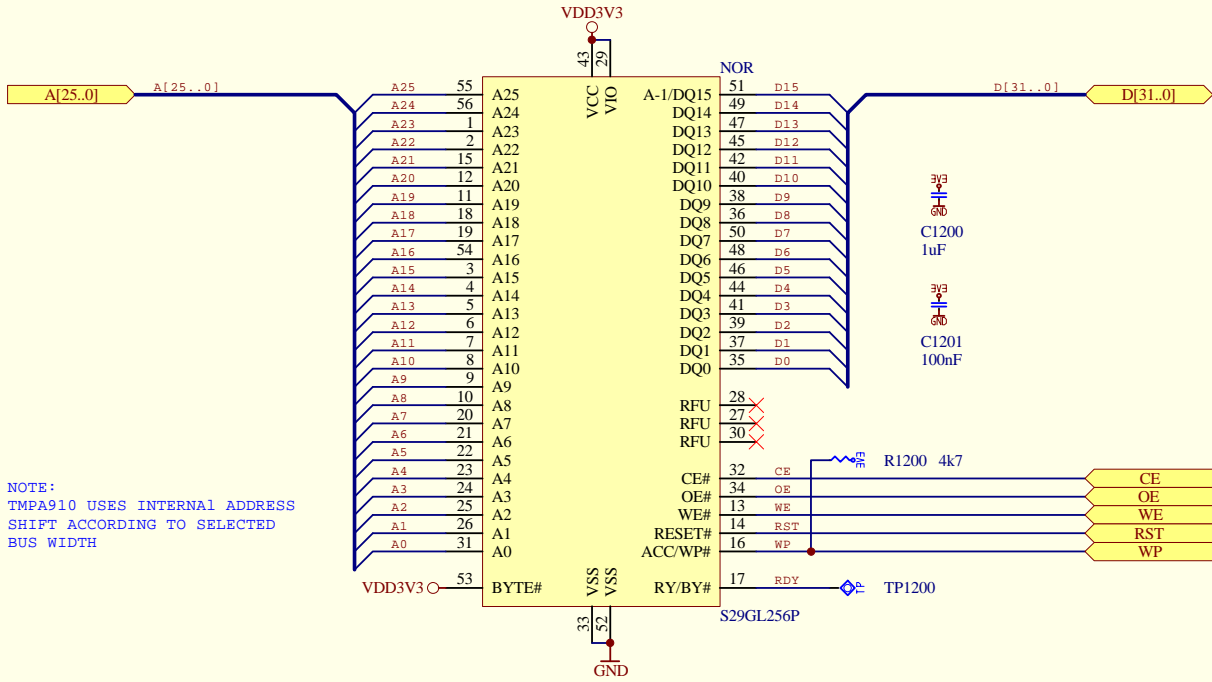 VDD3V3
43
29
NOR
A[25..0]
A[25..0]
D[31..0]
D[31..0]
VCC
VIO
A25 55 A25
A24 56 A24
A23 1 A23
A22 2 A22
A21 15 A21
A20 12 A20
A19 11 A19
A18 18 A18
A17 19 A17
A16 54 A16
A15 3 A15
A14 4 A14
A13 5 A13
A12 6 A12
A11 7 A11
A10 8 A10
A9 9 A9
A8 10 A8
A7 20 A7
A6 21 A6
A5 22 A5
A4 23 A4
A3 24 A3
A2 25 A2
A1 26 A1
A0 31 A0
VDD3V3 53 BYTE#
A-1/DQ15 51 D15
DQ14 49 D14
DQ13 47 D13
DQ12 45 D12
DQ11 42 D11
DQ10 40 D10
DQ9 38 D9
DQ8 36 D8
DQ7 50 D7
DQ6 48 D6
DQ5 46 D5
DQ4 44 D4
DQ3 41 D3
DQ2 39 D2
DQ1 37 D1
DQ0 35 D0
RFU 28
RFU 27
RFU 30
CE# 32 CE CE
OE# 34 OE OE
WE# 13 WE WE
RESET# 14 RST RST
ACC/WP# 16 WP WP
RY/BY# 17 RDY TP TP1200
3V3
GND
C1200
1uF
3V3
GND
C1201
100nF
3V3
R1200 4k7
NOTE:
TMPA910 USES INTERNAl ADDRESS
SHIFT ACCORDING TO SELECTED
BUS WIDTH
VSS
VSS
33
52
S29GL256P
GND